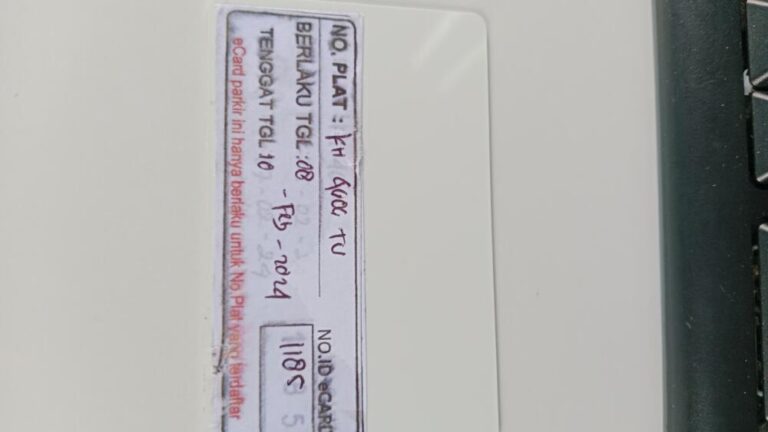 NO. PLAT : KH TU
BERLAKU TGL : 08 - Feb - 2024
TENGGAT TGL 10
eCard parkir ini hanya berlaku untuk No.Plat yang terdaftar
NO.ID eCARD
1185